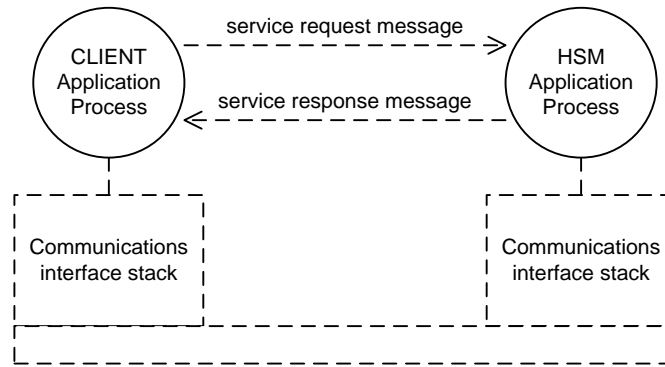 service request message
CLIENT
Application
Process
HSM
Application
Process
service response message
Communications
interface stack
Communications
interface stack